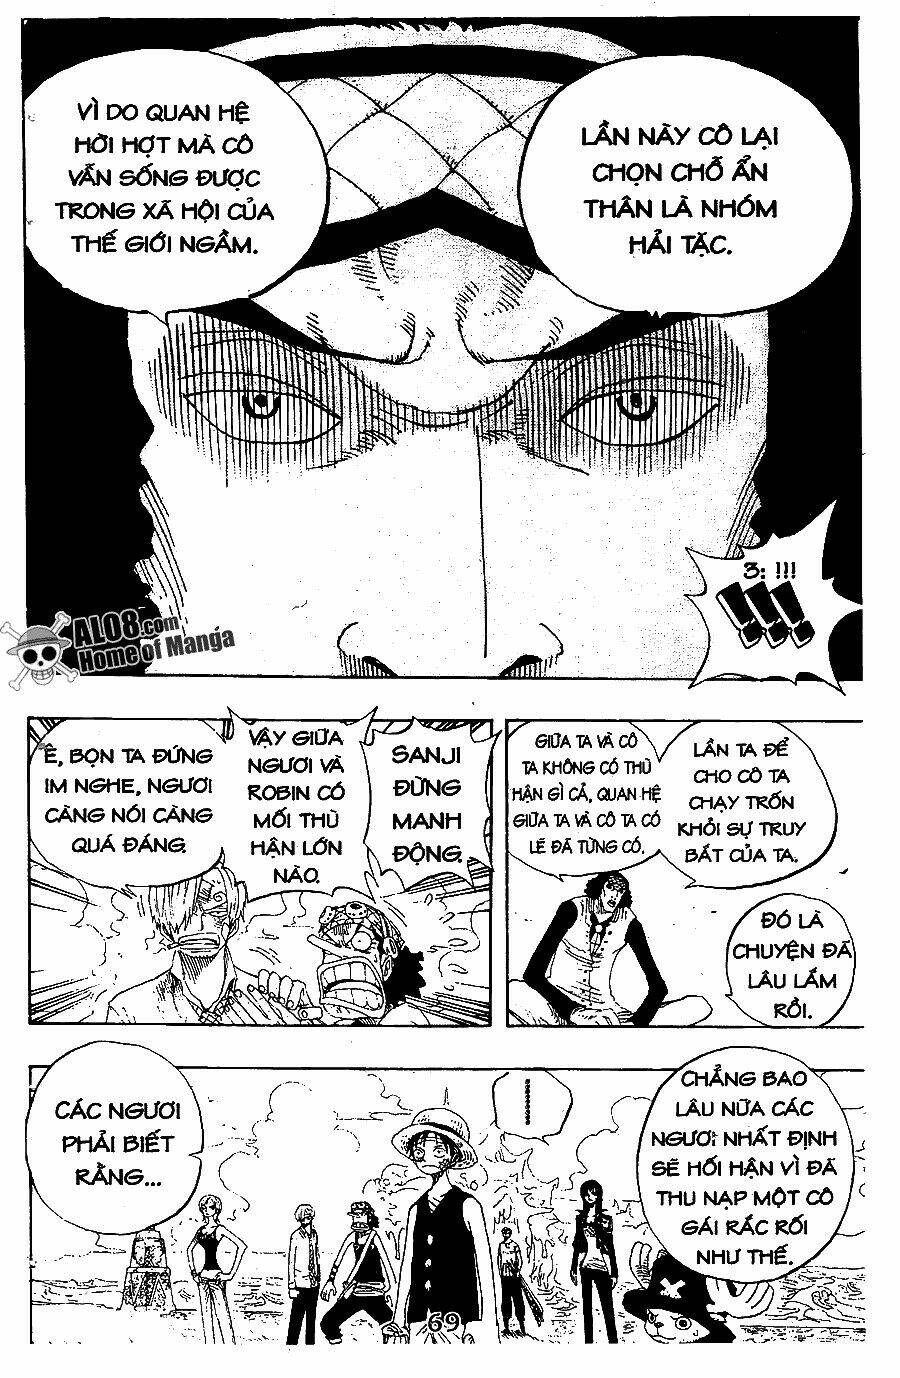 LẦN NÀY CÔ LẠI
CHỌN CHỖ ẨN
THÂN LÀ NHÓM
HẢI TẶC.
VÌ DO QUAN HỆ
HỜI HỢT MÀ CÔ
VẪN SỐNG ĐƯỢC
TRONG XÃ HỘI CỦA
THẾ GIỚI NGẦM.
3: !!!
ALO8.com
Home of Manga
LẦN TA ĐỂ
CHO CÔ TA
CHẠY TRỐN
KHỎI SỰ TRUY
BẮT CỦA TA.
ĐÓ LÀ
CHUYỆN ĐÃ
LÂU LẮM
RỒI.
GIỮA TA VÀ CÔ
TA KHÔNG CÓ THÙ
HẬN GÌ CẢ, QUAN HỆ
GIỮA TA VÀ CÔ TA CÓ
LẼ ĐÃ TỪNG CÓ.
SANJI
ĐỪNG
MANH
ĐỘNG.
VẬY GIỮA
NGƯƠI VÀ
ROBIN CÓ
MỐI THÙ
HẬN LỚN
NÀO.
Ê, BỌN TA ĐỨNG
IM NGHE, NGƯƠI
CÀNG NÓI CÀNG
QUÁ ĐÁNG.
CHẲNG BAO
LÂU NỮA CÁC
NGƯƠI NHẤT ĐỊNH
SẼ HỐI HẬN VÌ ĐÃ
THU NẠP MỘT CÔ
GÁI RẮC RỐI
NHƯ THẾ.
CÁC NGƯƠI
PHẢI BIẾT
RẰNG...
69